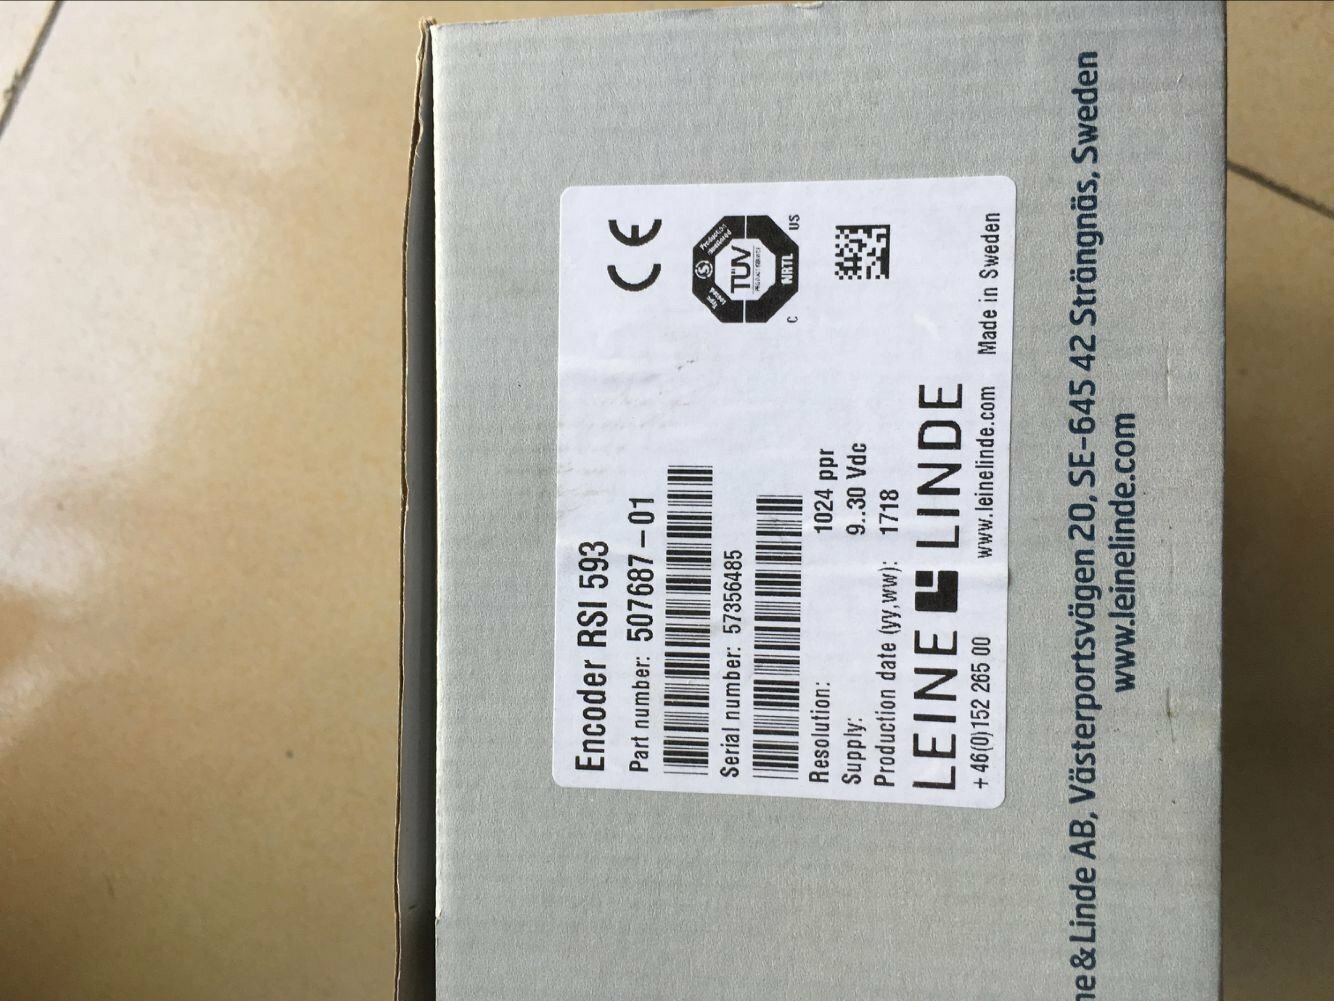 Encoder RSI 593
Part number: 507687-01
Serial number: 57356485
Resolution: 1024 ppr
Supply: 9..30 Vdc
Production date (yy,ww): 1718
LEINE LINDE
+46(0)152 265 00 www.leinelinde.com Made in Sweden
CE
TÜV
NRTL
C US
& Linde AB, Västerportsvägen 20, SE-645 42 Strängnäs, Sweden
www.leinelinde.com